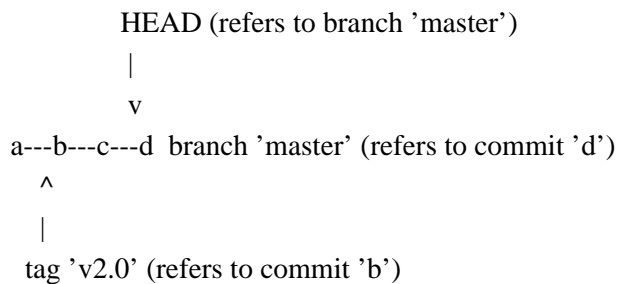 HEAD (refers to branch ’master’)
|
v
a---b---c---d branch ’master’ (refers to commit ’d’)
^
|
tag ’v2.0’ (refers to commit ’b’)